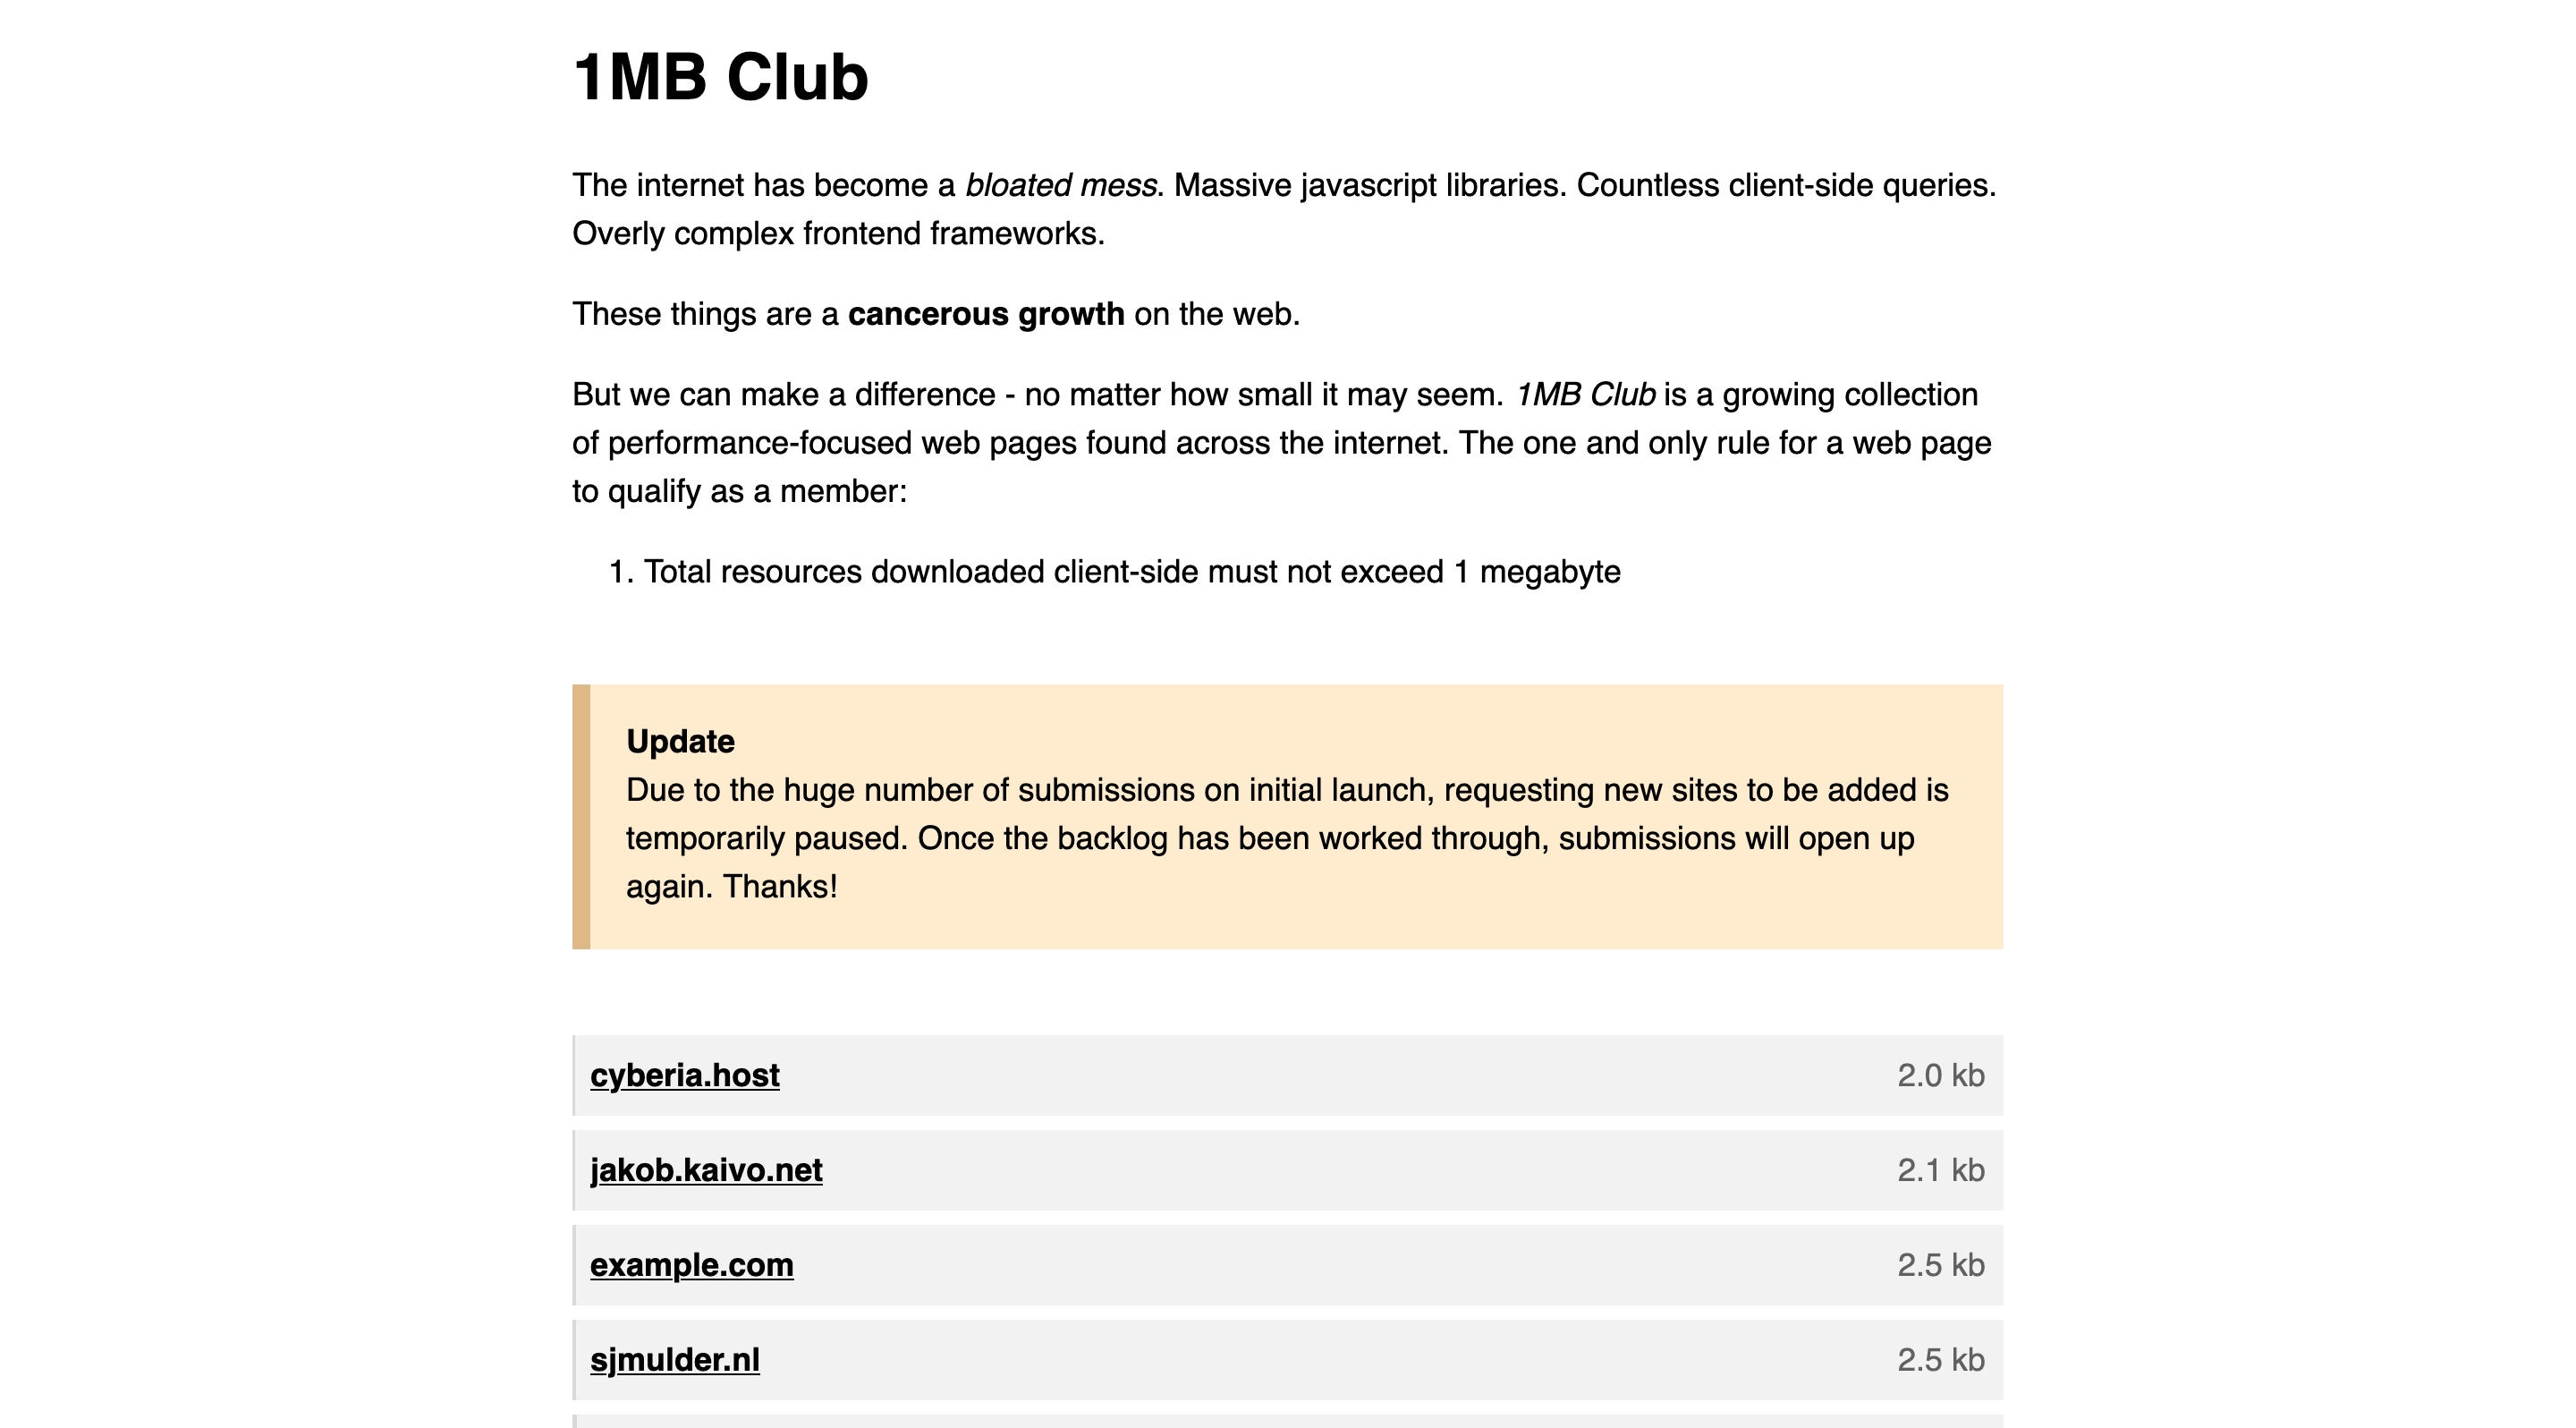 1MB Club
The internet has become a bloated mess. Massive javascript libraries. Countless client-side queries.
Overly complex frontend frameworks.
These things are a cancerous growth on the web.
But we can make a difference - no matter how small it may seem. 1MB Club is a growing collection
of performance-focused web pages found across the internet. The one and only rule for a web page
to qualify as a member:
1. Total resources downloaded client-side must not exceed 1 megabyte
Update
Due to the huge number of submissions on initial launch, requesting new sites to be added is
temporarily paused. Once the backlog has been worked through, submissions will open up
again. Thanks!
cyberia.host 2.0 kb
jakob.kaivo.net 2.1 kb
example.com 2.5 kb
sjmulder.nl 2.5 kb